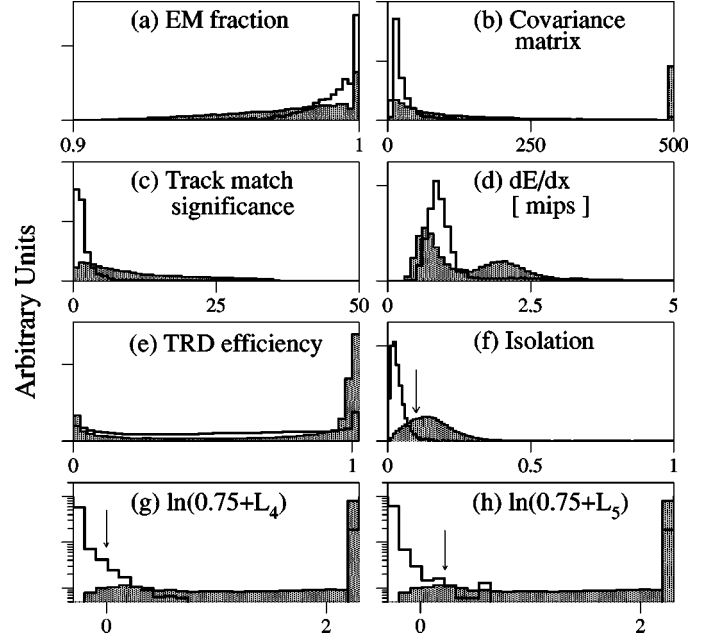 (a) EM fraction
(b) Covariance
matrix
0.9
1
0
250
500
(c) Track match
significance
(d) dE/dx
[ mips ]
0
25
50
0
2.5
5
Arbitrary Units
(e) TRD efficiency
(f) Isolation
0
1
0
0.5
1
(g) ln(0.75+L4)
(h) ln(0.75+L5)
0
2
0
2